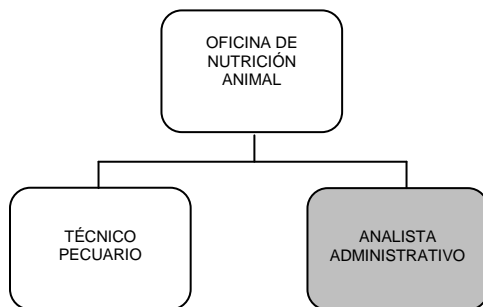 OFICINA DE
NUTRICIÓN
ANIMAL
TÉCNICO
PECUARIO
ANALISTA
ADMINISTRATIVO